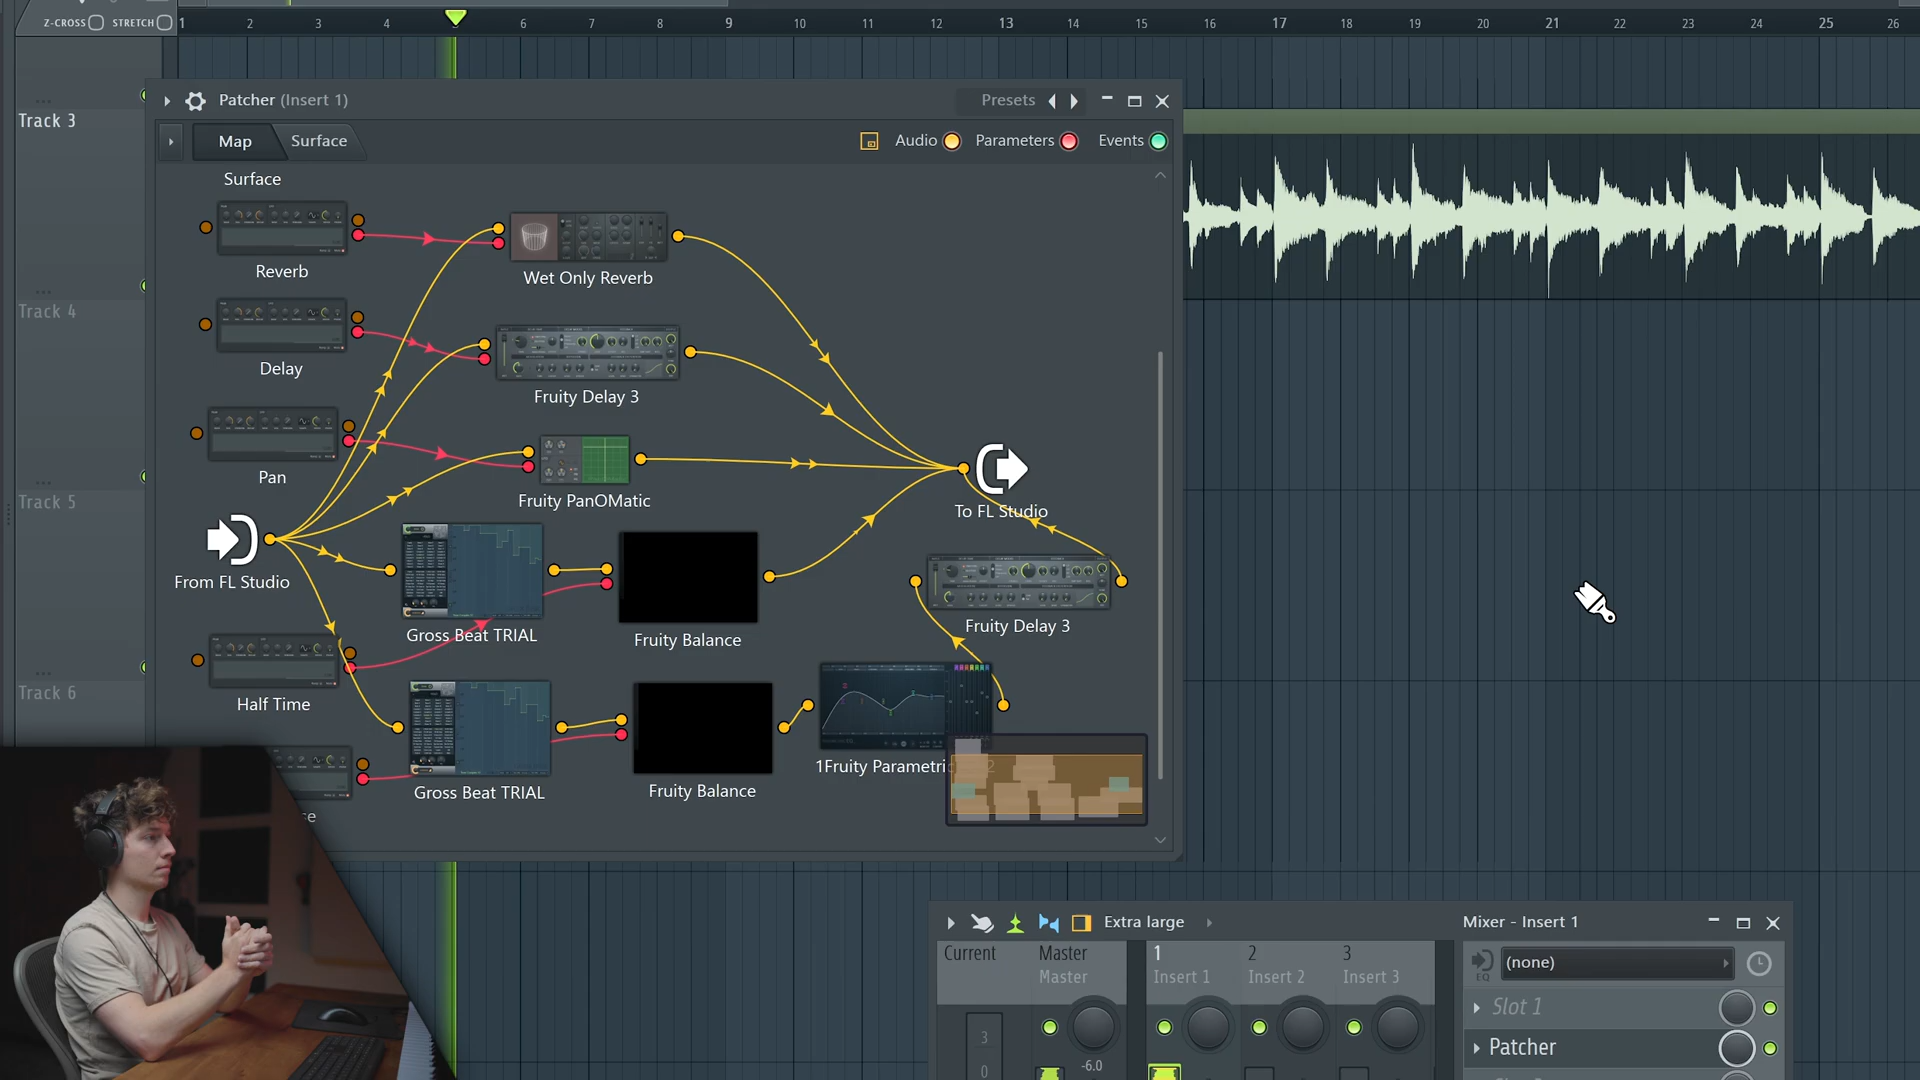 Z-CROSS STRETCH
1 2 3 4 5 6 7 8 9 10 11 12 13 14 15 16 17 18 19 20 21 22 23 24 25 26
Track 3
Track 4
Track 5
Track 6
Patcher (Insert 1)
Presets
Map
Surface
Audio
Parameters
Events
Surface
Reverb
Wet Only Reverb
Delay
Fruity Delay 3
Pan
Fruity PanOMatic
To FL Studio
From FL Studio
Gross Beat TRIAL
Fruity Balance
Fruity Delay 3
Half Time
1Fruity Parametri
Gross Beat TRIAL
Fruity Balance
Extra large
Mixer - Insert 1
Current
Master
Master
1
Insert 1
2
Insert 2
3
Insert 3
3
0
-6.0
EQ
(none)
Slot 1
Patcher